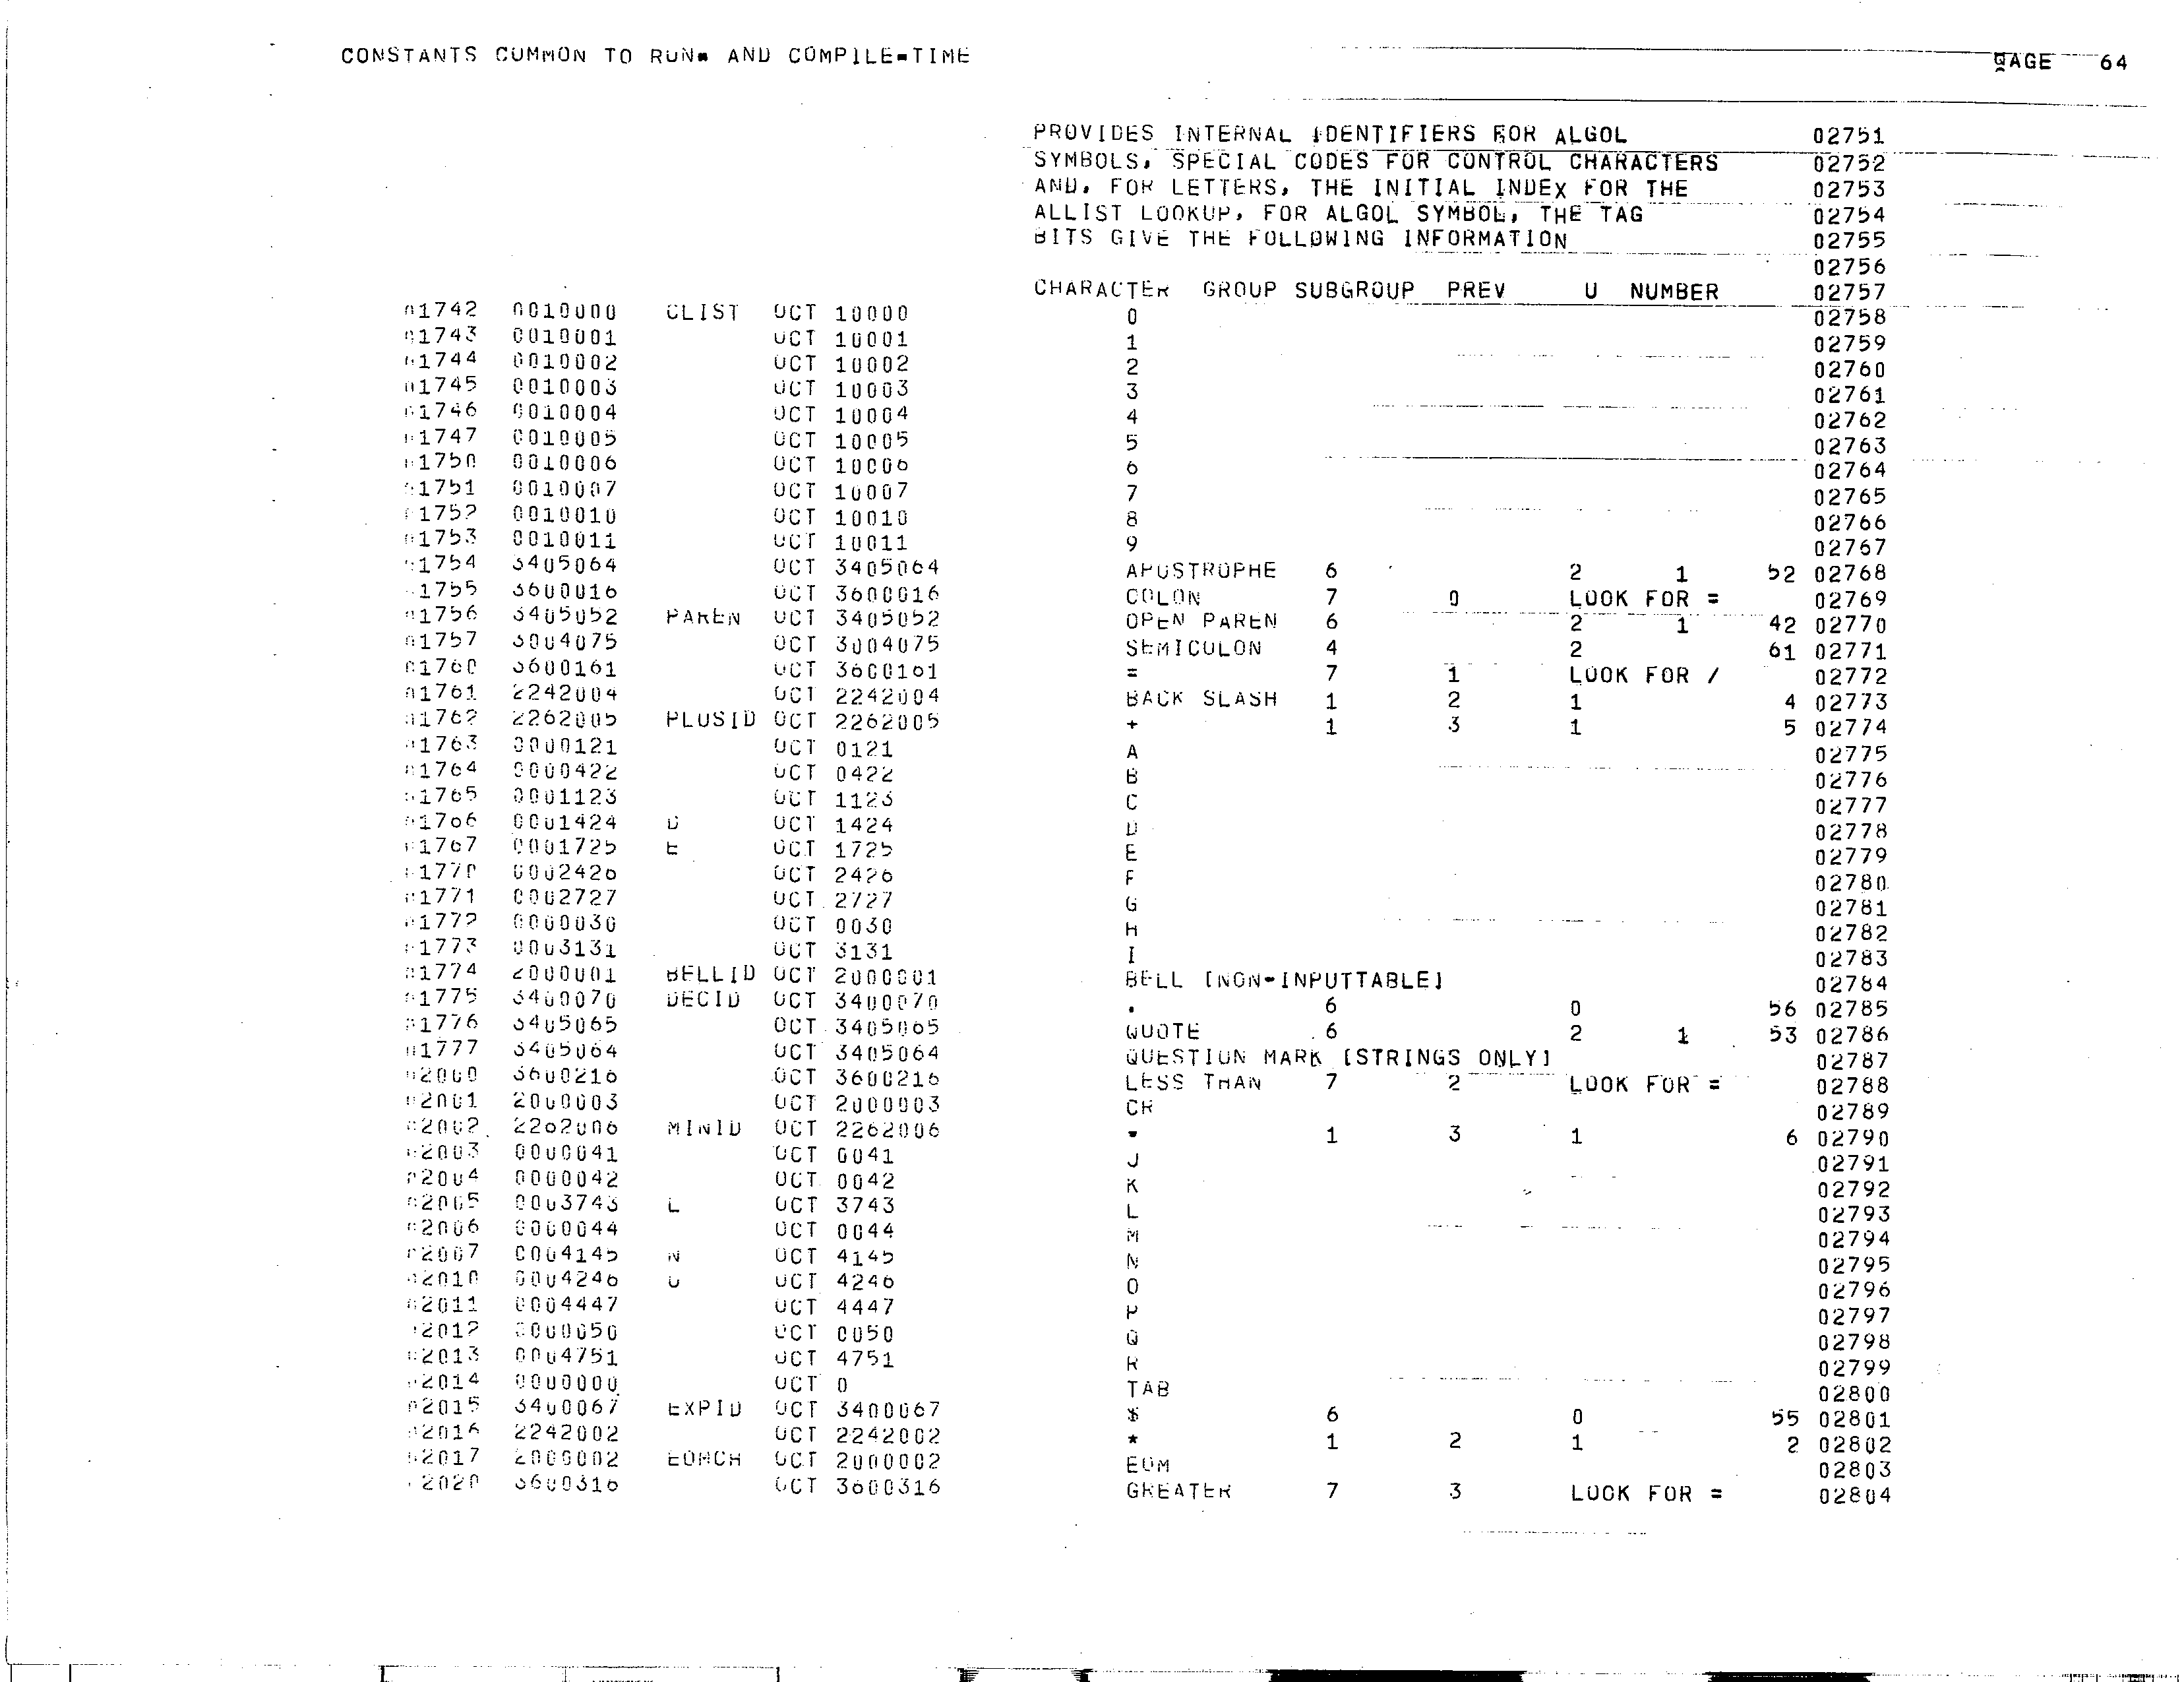 CONSTANTS COMMON TO RUN- AND COMPILE-TIME PAGE 64
PROVIDES INTERNAL IDENTIFIERS FOR ALGOL 02751
SYMBOLS, SPECIAL CODES FOR CONTROL CHARACTERS 02752
AND, FOR LETTERS, THE INITIAL INDEX FOR THE 02753
ALLIST LOOKUP, FOR ALGOL SYMBOL, THE TAG 02754
BITS GIVE THE FOLLOWING INFORMATION 02755
02756
CHARACTER GROUP SUBGROUP PREV U NUMBER 02757
01742 0010000 CLIST OCT 10000 0 02758
01743 0010001 OCT 10001 1 02759
01744 0010002 OCT 10002 2 02760
01745 0010003 OCT 10003 3 02761
01746 0010004 OCT 10004 4 02762
01747 0010005 OCT 10005 5 02763
01750 0010006 OCT 10006 6 02764
01751 0010007 OCT 10007 7 02765
01752 0010010 OCT 10010 8 02766
01753 0010011 OCT 10011 9 02767
01754 3405064 OCT 3405064 APOSTROPHE 6 2 1 52 02768
01755 3600016 OCT 3600016 COLON 7 0 LOOK FOR = 02769
01756 3405052 PAREN OCT 3405052 OPEN PAREN 6 2 1 42 02770
01757 3004075 OCT 3004075 SEMICOLON 4 2 61 02771
01760 3600161 OCT 3600161 = 7 1 LOOK FOR / 02772
01761 2242004 OCT 2242004 BACK SLASH 1 2 1 4 02773
01762 2262005 PLUSID OCT 2262005 + 1 3 1 5 02774
01763 0000121 OCT 0121 A 02775
01764 0000422 OCT 0422 B 02776
01765 0001123 OCT 1123 C 02777
01766 0001424 D OCT 1424 D 02778
01767 0001725 E OCT 1725 E 02779
01770 0002426 OCT 2426 F 02780
01771 0002727 OCT 2727 G 02781
01772 0000030 OCT 0030 H 02782
01773 0003131 OCT 3131 I 02783
01774 2000001 BELLID OCT 2000001 BELL [NON-INPUTTABLE] 02784
01775 3400070 DECID OCT 3400070 . 6 0 56 02785
01776 3405065 OCT 3405065 QUOTE 6 2 1 53 02786
01777 3405064 OCT 3405064 QUESTION MARK [STRINGS ONLY] 02787
02000 3600216 OCT 3600216 LESS THAN 7 2 LOOK FOR = 02788
02001 2000003 OCT 2000003 CR 02789
02002 2262006 MINID OCT 2262006 - 1 3 1 6 02790
02003 0000041 OCT 0041 J 02791
02004 0000042 OCT 0042 K 02792
02005 0003743 L OCT 3743 L 02793
02006 0000044 OCT 0044 M 02794
02007 0004145 N OCT 4145 N 02795
02010 0004246 O OCT 4246 O 02796
02011 0004447 OCT 4447 P 02797
02012 0000050 OCT 0050 Q 02798
02013 0004751 OCT 4751 R 02799
02014 0000000 OCT 0 TAB 02800
02015 3400067 EXPID OCT 3400067 $ 6 0 55 02801
02016 2242002 OCT 2242002 * 1 2 1 2 02802
02017 2000002 EOMCH OCT 2000002 EOM 02803
02020 3600316 OCT 3600316 GREATER 7 3 LOOK FOR = 02804